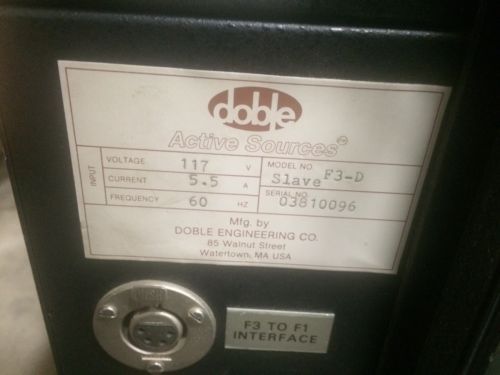 doble
Active Sources
INPUT
VOLTAGE 117 V
CURRENT 5.5 A
FREQUENCY 60 HZ
MODEL NO. F3-D
Slave
SERIAL NO.
03810096
Mfg. by
DOBLE ENGINEERING CO.
85 Walnut Street
Watertown, MA USA
F3 TO F1
INTERFACE